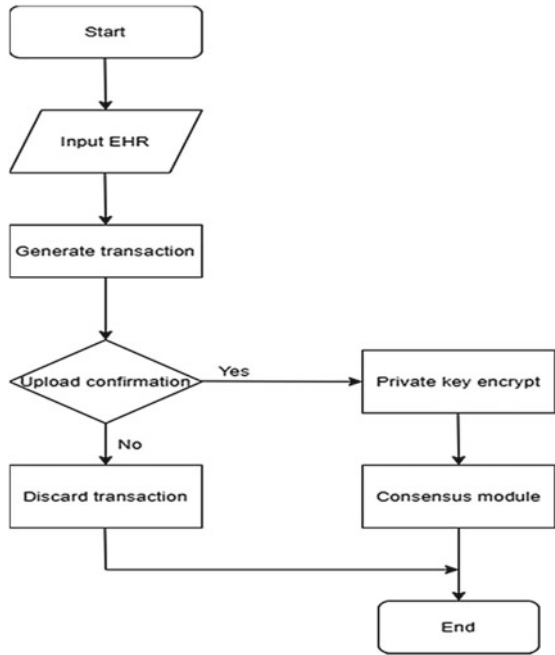 Start
Input EHR
Generate transaction
Upload confirmation
Yes
Private key encrypt
No
Discard transaction
Consensus module
End